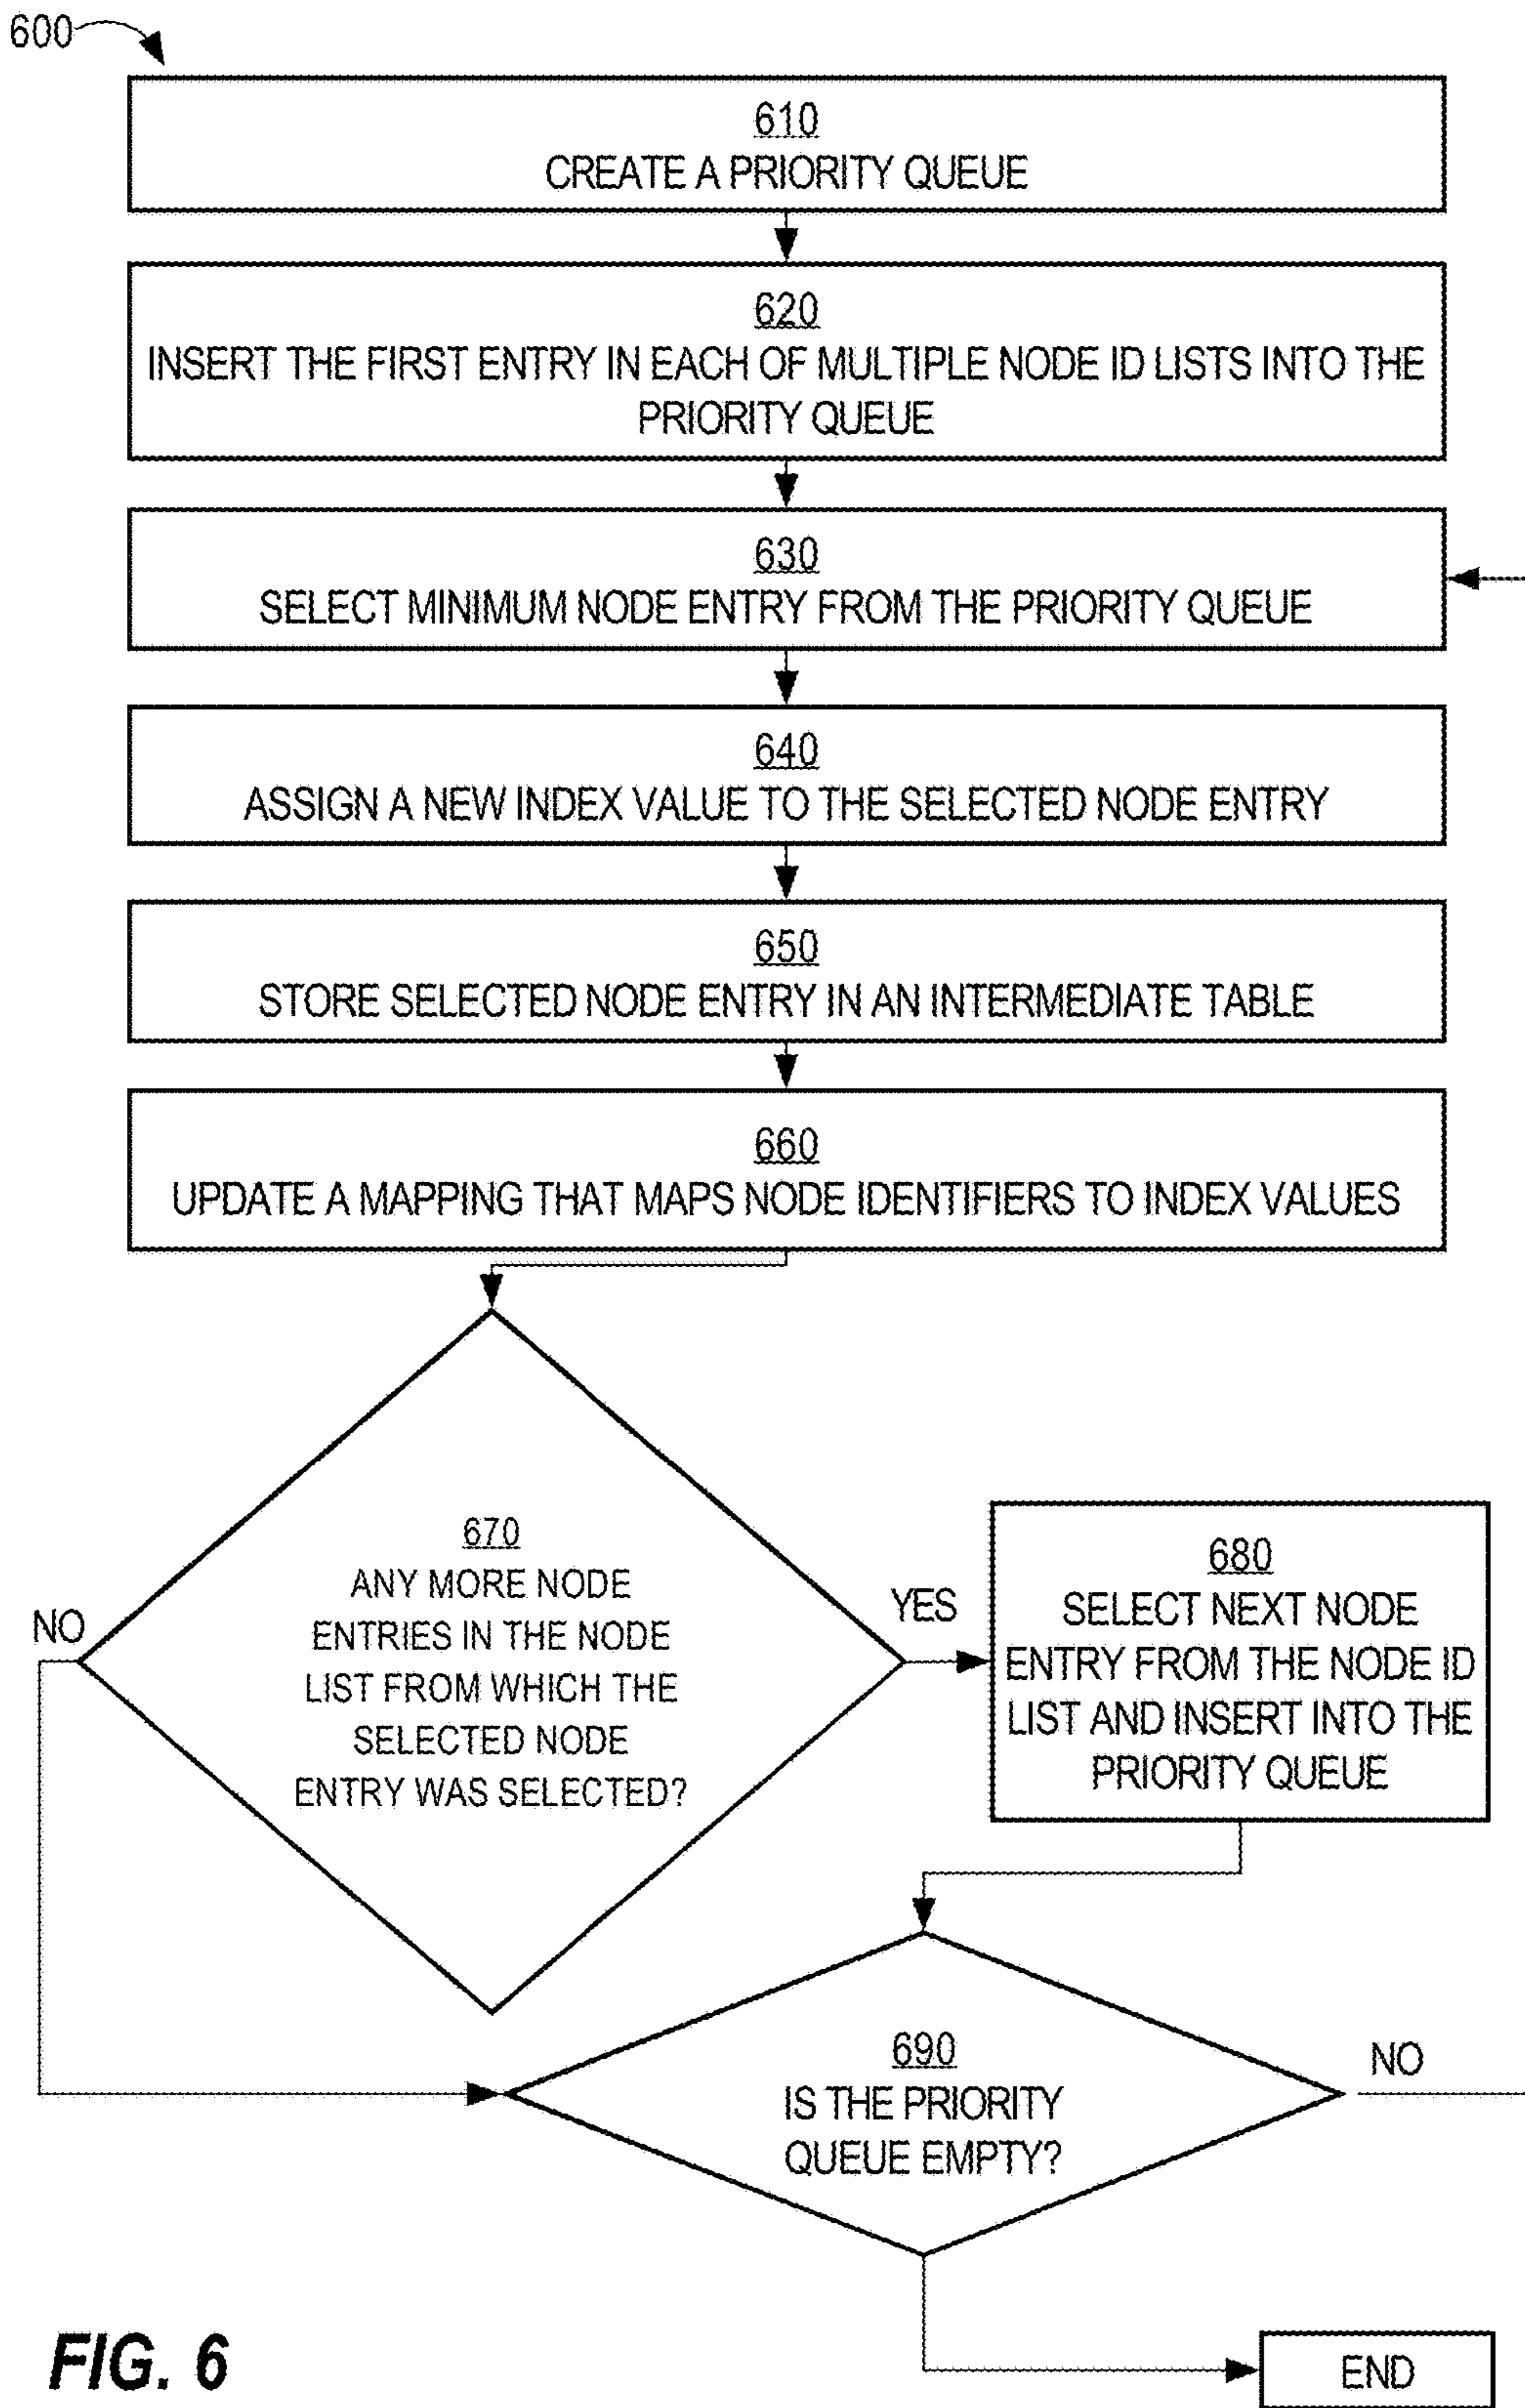 600
610
CREATE A PRIORITY QUEUE
620
INSERT THE FIRST ENTRY IN EACH OF MULTIPLE NODE ID LISTS INTO THE
PRIORITY QUEUE
630
SELECT MINIMUM NODE ENTRY FROM THE PRIORITY QUEUE
640
ASSIGN A NEW INDEX VALUE TO THE SELECTED NODE ENTRY
650
STORE SELECTED NODE ENTRY IN AN INTERMEDIATE TABLE
660
UPDATE A MAPPING THAT MAPS NODE IDENTIFIERS TO INDEX VALUES
670
ANY MORE NODE
ENTRIES IN THE NODE
LIST FROM WHICH THE
SELECTED NODE
ENTRY WAS SELECTED?
NO
YES
680
SELECT NEXT NODE
ENTRY FROM THE NODE ID
LIST AND INSERT INTO THE
PRIORITY QUEUE
690
IS THE PRIORITY
QUEUE EMPTY?
NO
END
FIG. 6